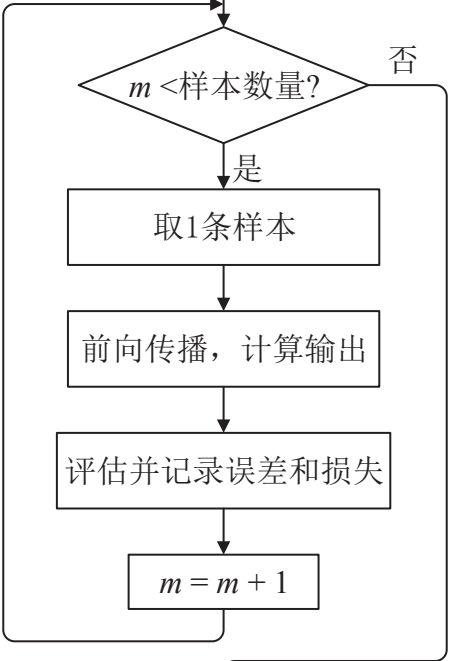 m <样本数量?
否
是
取1条样本
前向传播，计算输出
评估并记录误差和损失
m = m + 1